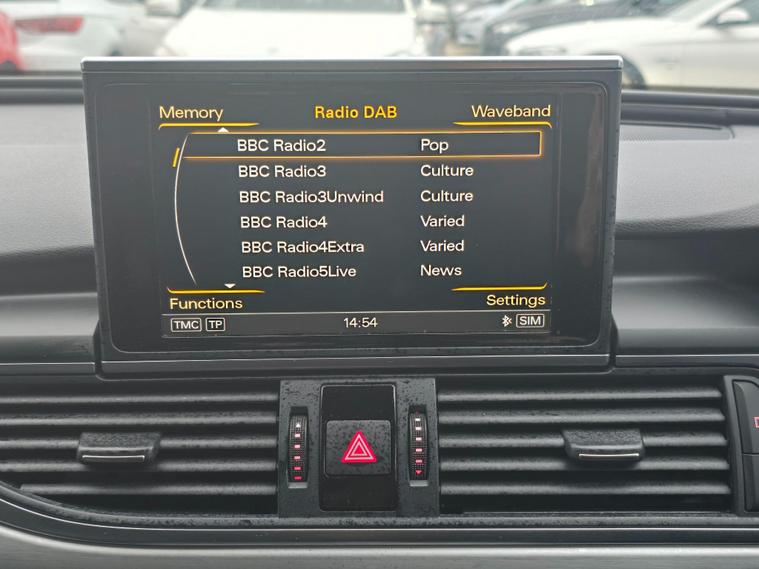 Memory Radio DAB Waveband
BBC Radio2 Pop
BBC Radio3 Culture
BBC Radio3Unwind Culture
BBC Radio4 Varied
BBC Radio4Extra Varied
BBC Radio5Live News
Functions Settings
TMC TP 14:54 SIM